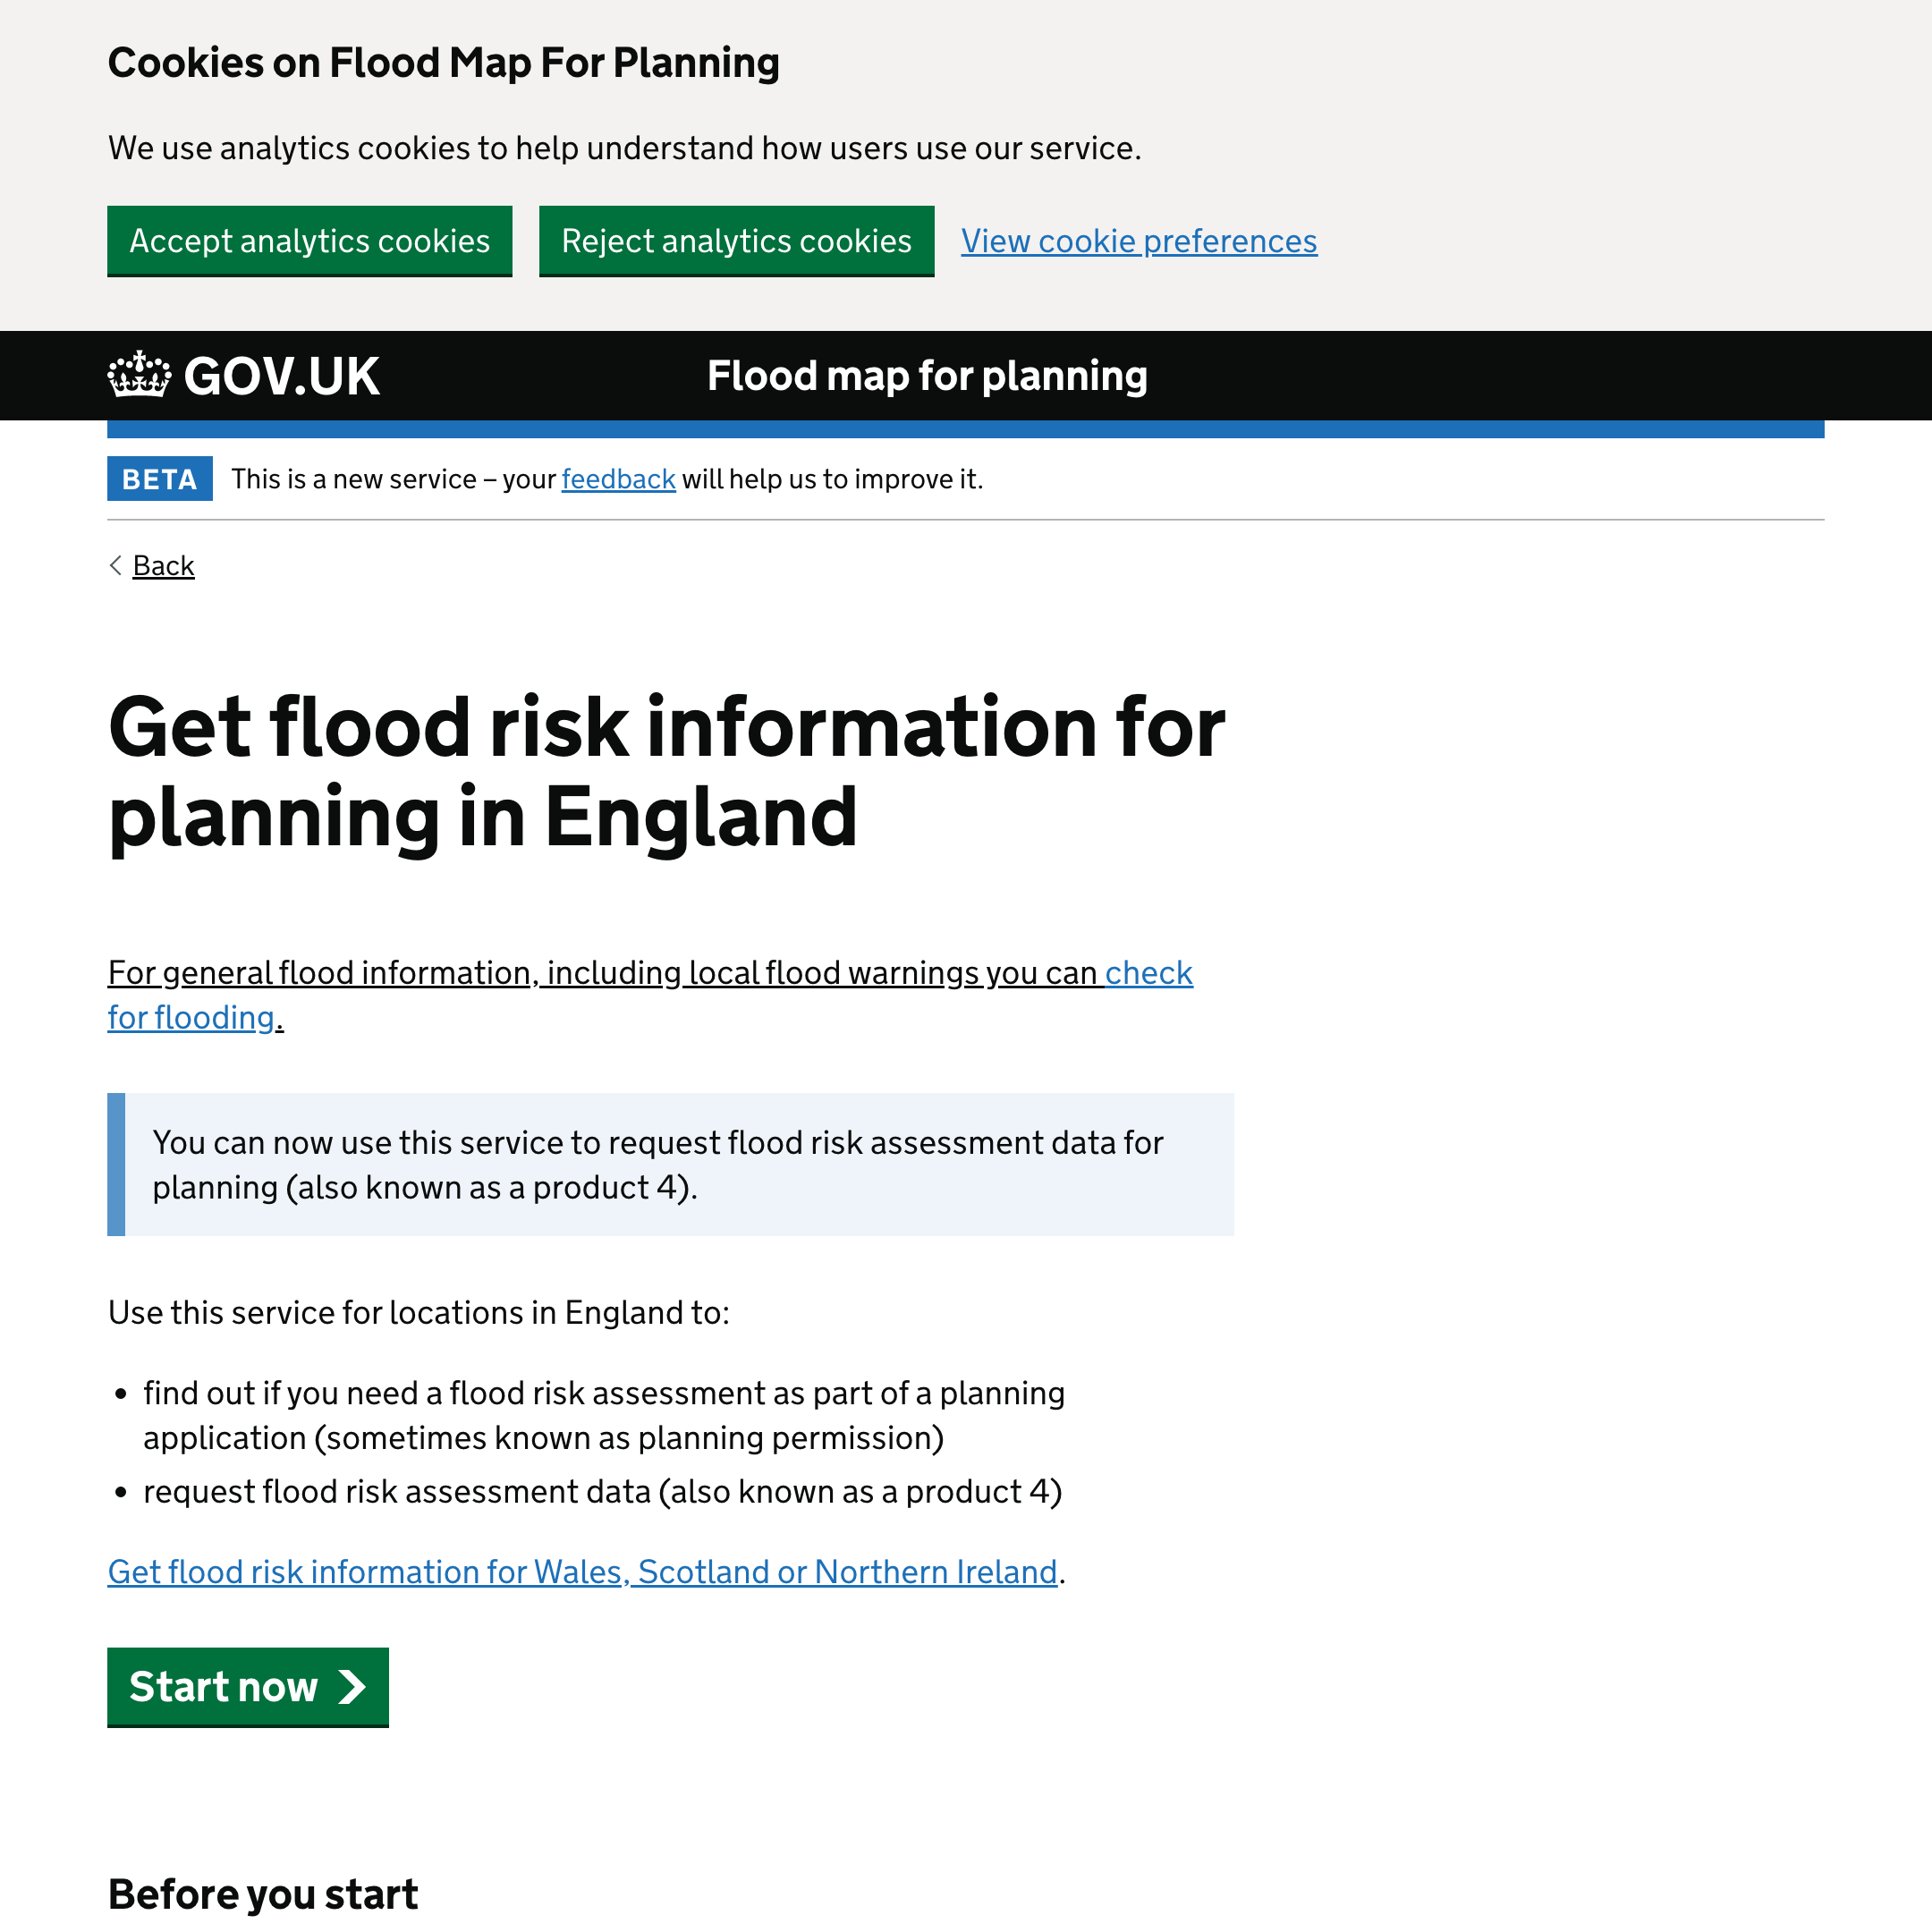 Cookies on Flood Map For Planning
We use analytics cookies to help understand how users use our service.
Accept analytics cookies
Reject analytics cookies
View cookie preferences
GOV.UK
Flood map for planning
BETA
This is a new service – your feedback will help us to improve it.
Back
Get flood risk information for
planning in England
For general flood information, including local flood warnings you can check
for flooding.
You can now use this service to request flood risk assessment data for
planning (also known as a product 4).
Use this service for locations in England to:
• find out if you need a flood risk assessment as part of a planning
application (sometimes known as planning permission)
• request flood risk assessment data (also known as a product 4)
Get flood risk information for Wales, Scotland or Northern Ireland.
Start now
Before you start